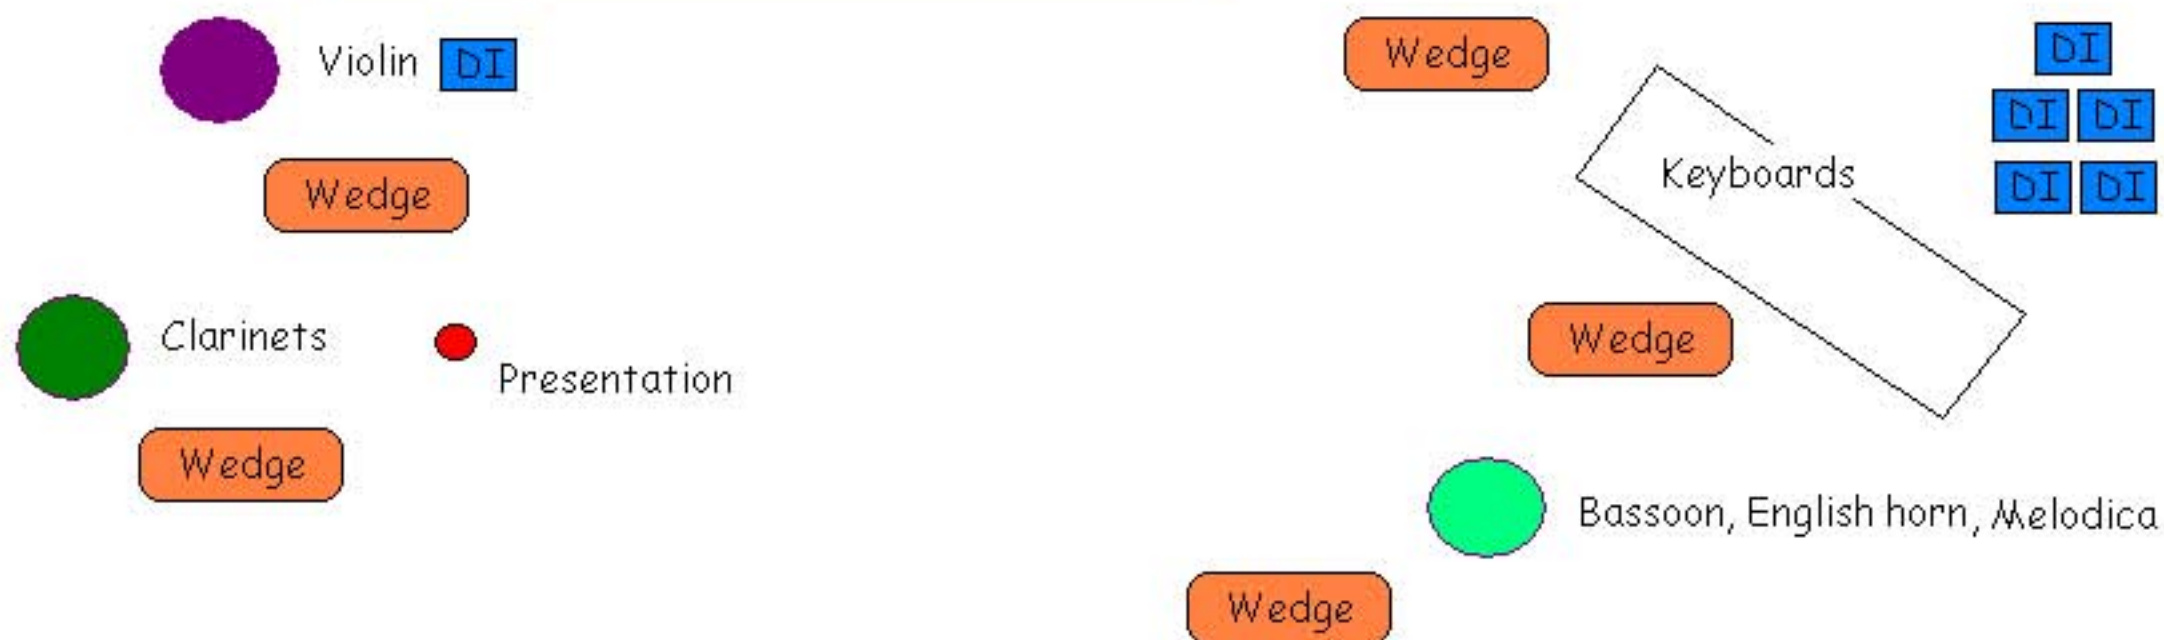 Violin DI
Wedge
Clarinets
Presentation
Wedge
Wedge
DI
DI DI
Keyboards
DI DI
Wedge
Bassoon, English horn, Melodica
Wedge